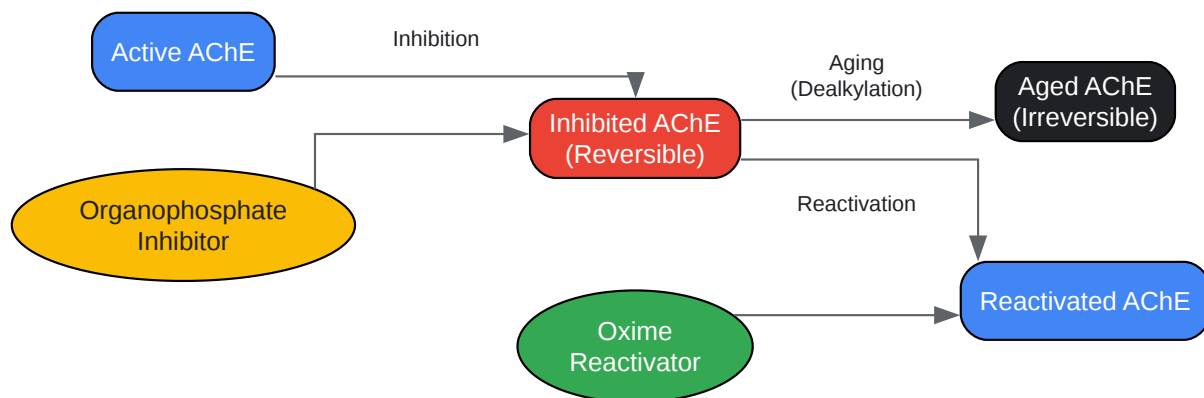 Active AChE
Inhibition
Aging
(Dealkylation)
Aged AChE
(Irreversible)
Inhibited AChE
(Reversible)
Organophosphate
Inhibitor
Reactivation
Reactivated AChE
Oxime
Reactivator